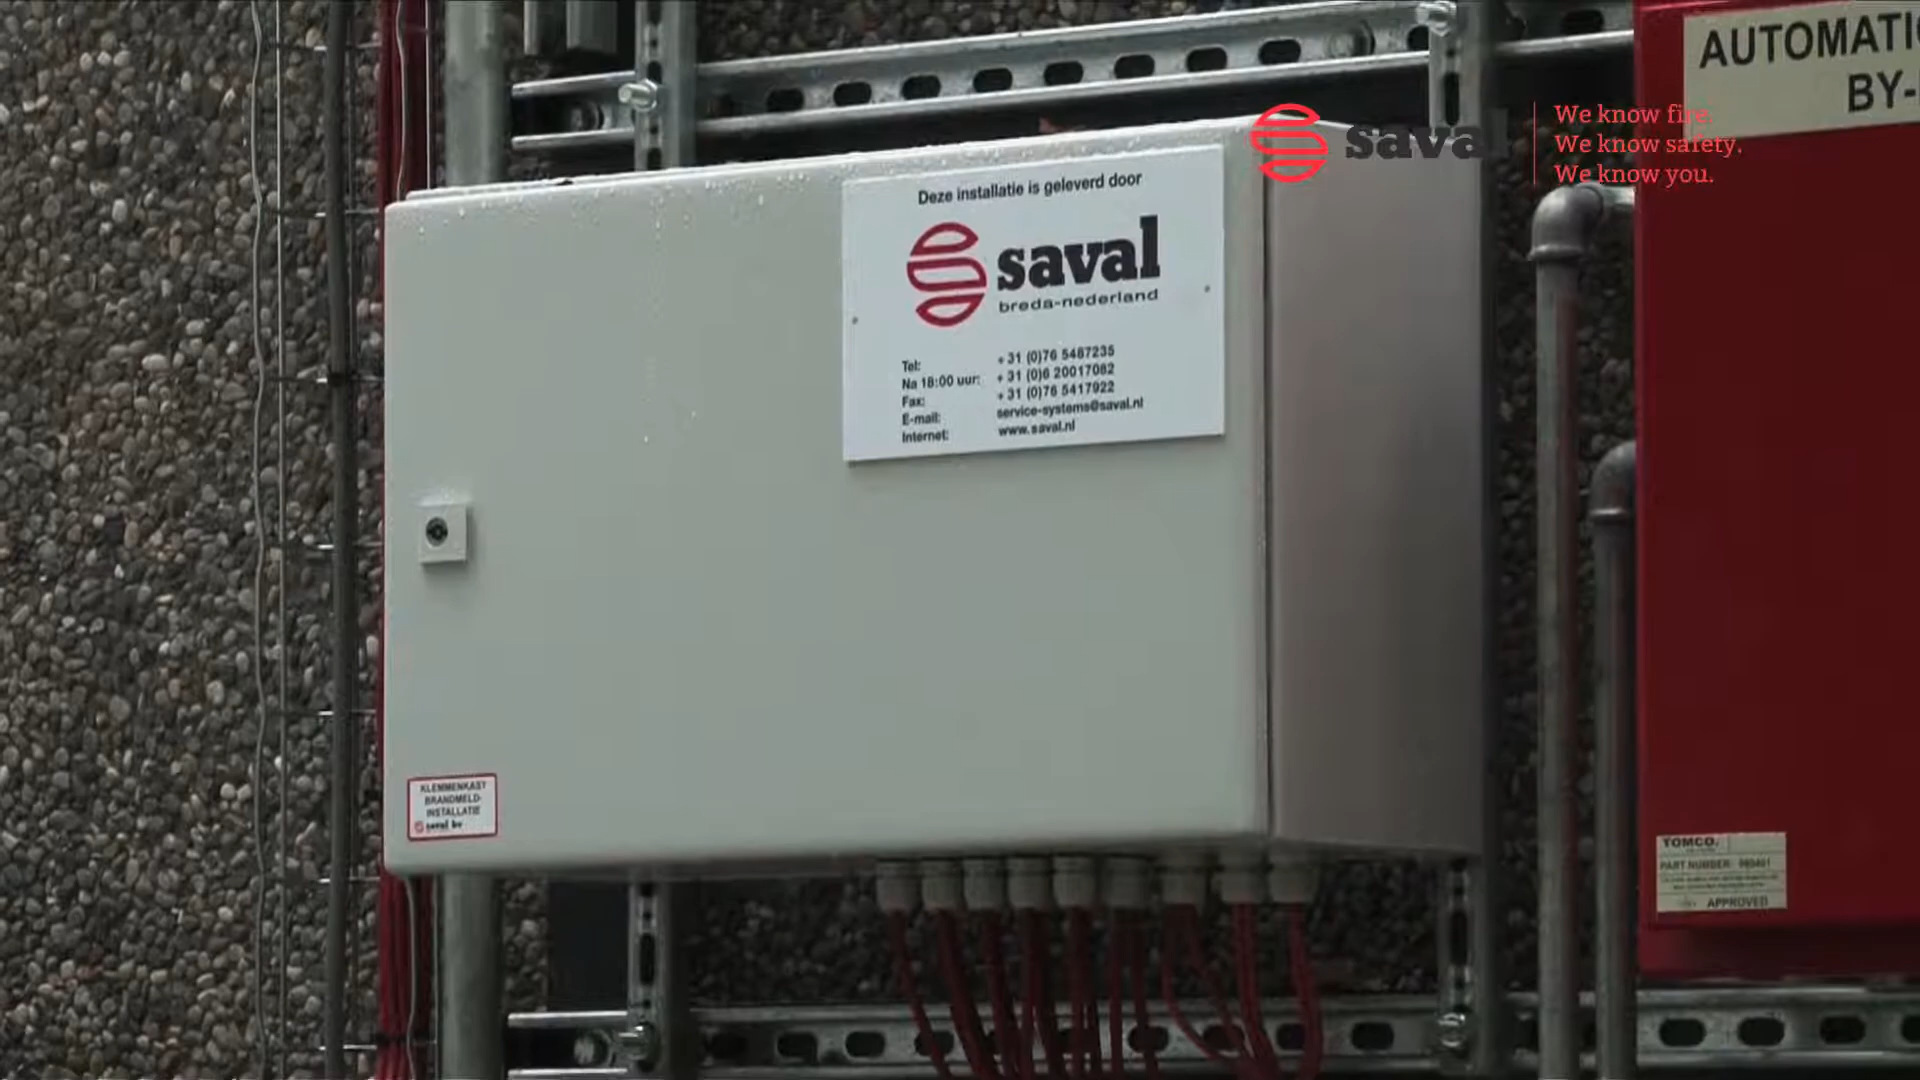 AUTOMATI
BY-
We know fire.
We know safety.
We know you.
saval
Deze installatie is geleverd door
saval
breda-nederland
Tel: +31 (0)76 5487235
Na 18:00 uur: +31 (0)6 20017082
Fax: +31 (0)76 5417922
E-mail: service-systems@saval.nl
Internet: www.saval.nl
KLEMMENKAST
BRANDMELD-
INSTALLATIE
saval bv
TOMCO.
PART NUMBER:
APPROVED